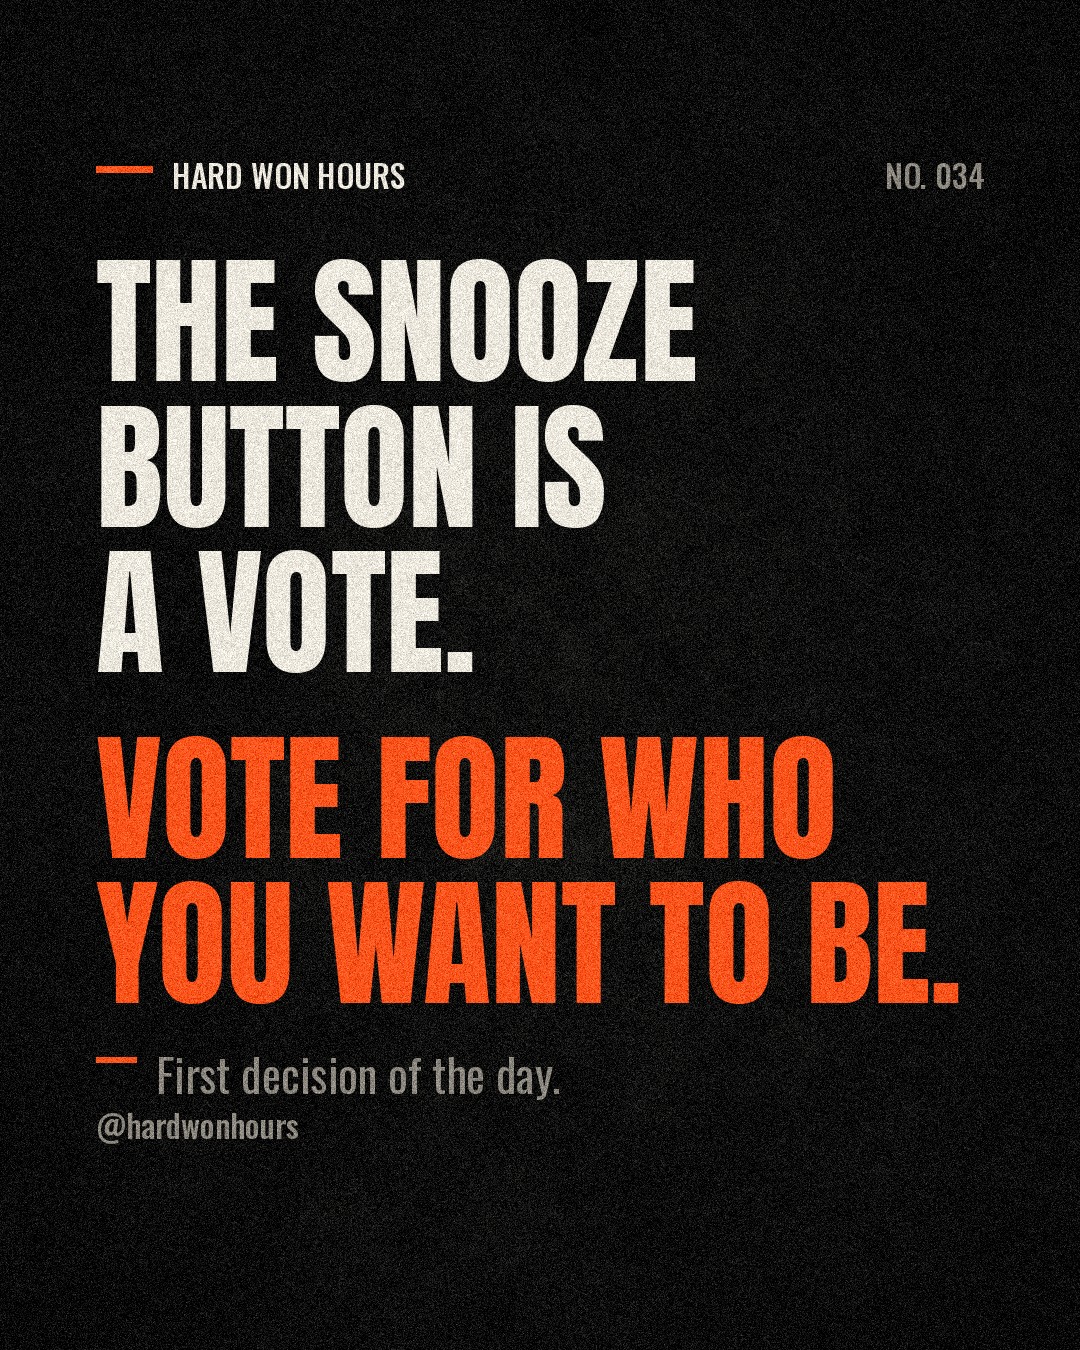 HARD WON HOURS
NO. 034
THE SNOOZE
BUTTON IS
A VOTE.
VOTE FOR WHO
YOU WANT TO BE.
First decision of the day.
@hardwonhours